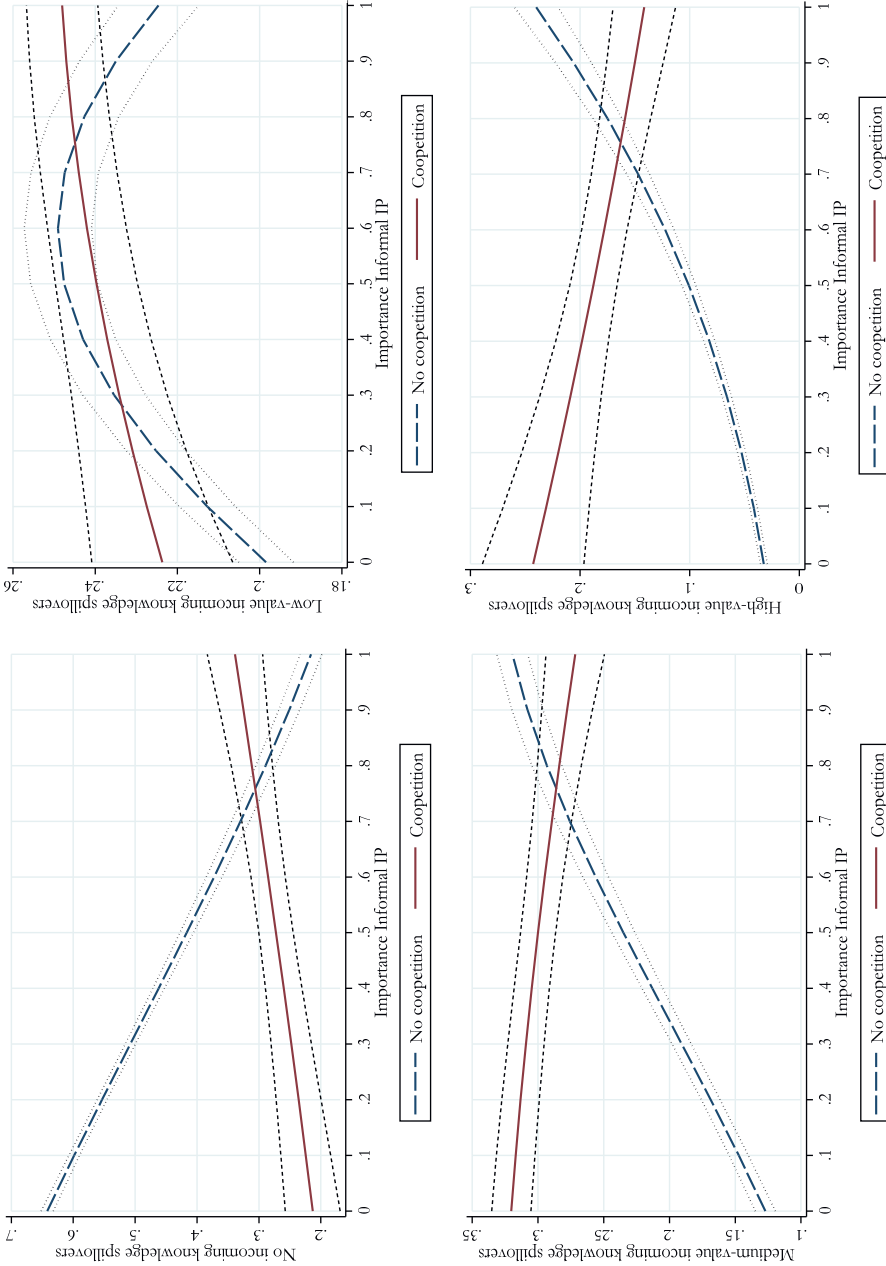 No incoming knowledge spillovers
.7
.6
.5
.4
.3
.2
0 .1 .2 .3 .4 .5 .6 .7 .8 .9 1
Importance Informal IP
No coopetition Coopetition
Low-value incoming knowledge spillovers
.26
.24
.22
.2
.18
0 .1 .2 .3 .4 .5 .6 .7 .8 .9 1
Importance Informal IP
No coopetition Coopetition
Medium-value incoming knowledge spillovers
.35
.3
.25
.2
.15
.1
0 .1 .2 .3 .4 .5 .6 .7 .8 .9 1
Importance Informal IP
No coopetition Coopetition
High-value incoming knowledge spillovers
.3
.2
.1
0
0 .1 .2 .3 .4 .5 .6 .7 .8 .9 1
Importance Informal IP
No coopetition Coopetition